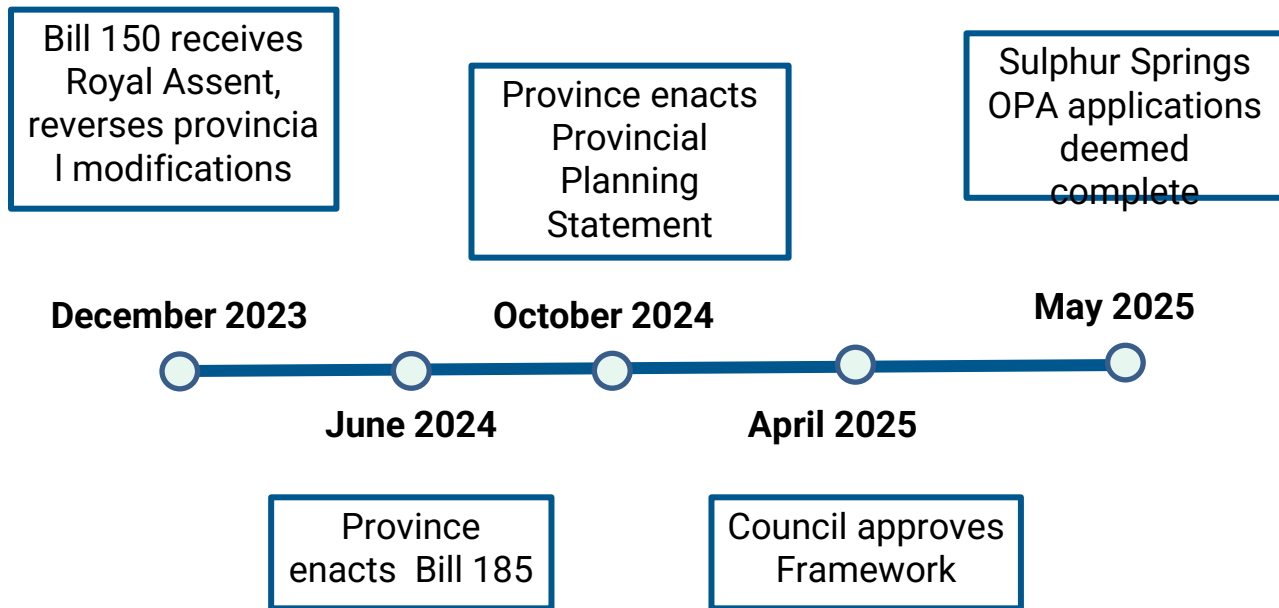 Bill 150 receives
Royal Assent,
reverses provincia
l modifications
Province enacts
Provincial
Planning
Statement
Sulphur Springs
OPA applications
deemed
complete
December 2023
October 2024
May 2025
June 2024
April 2025
Province
enacts  Bill 185
Council approves
Framework